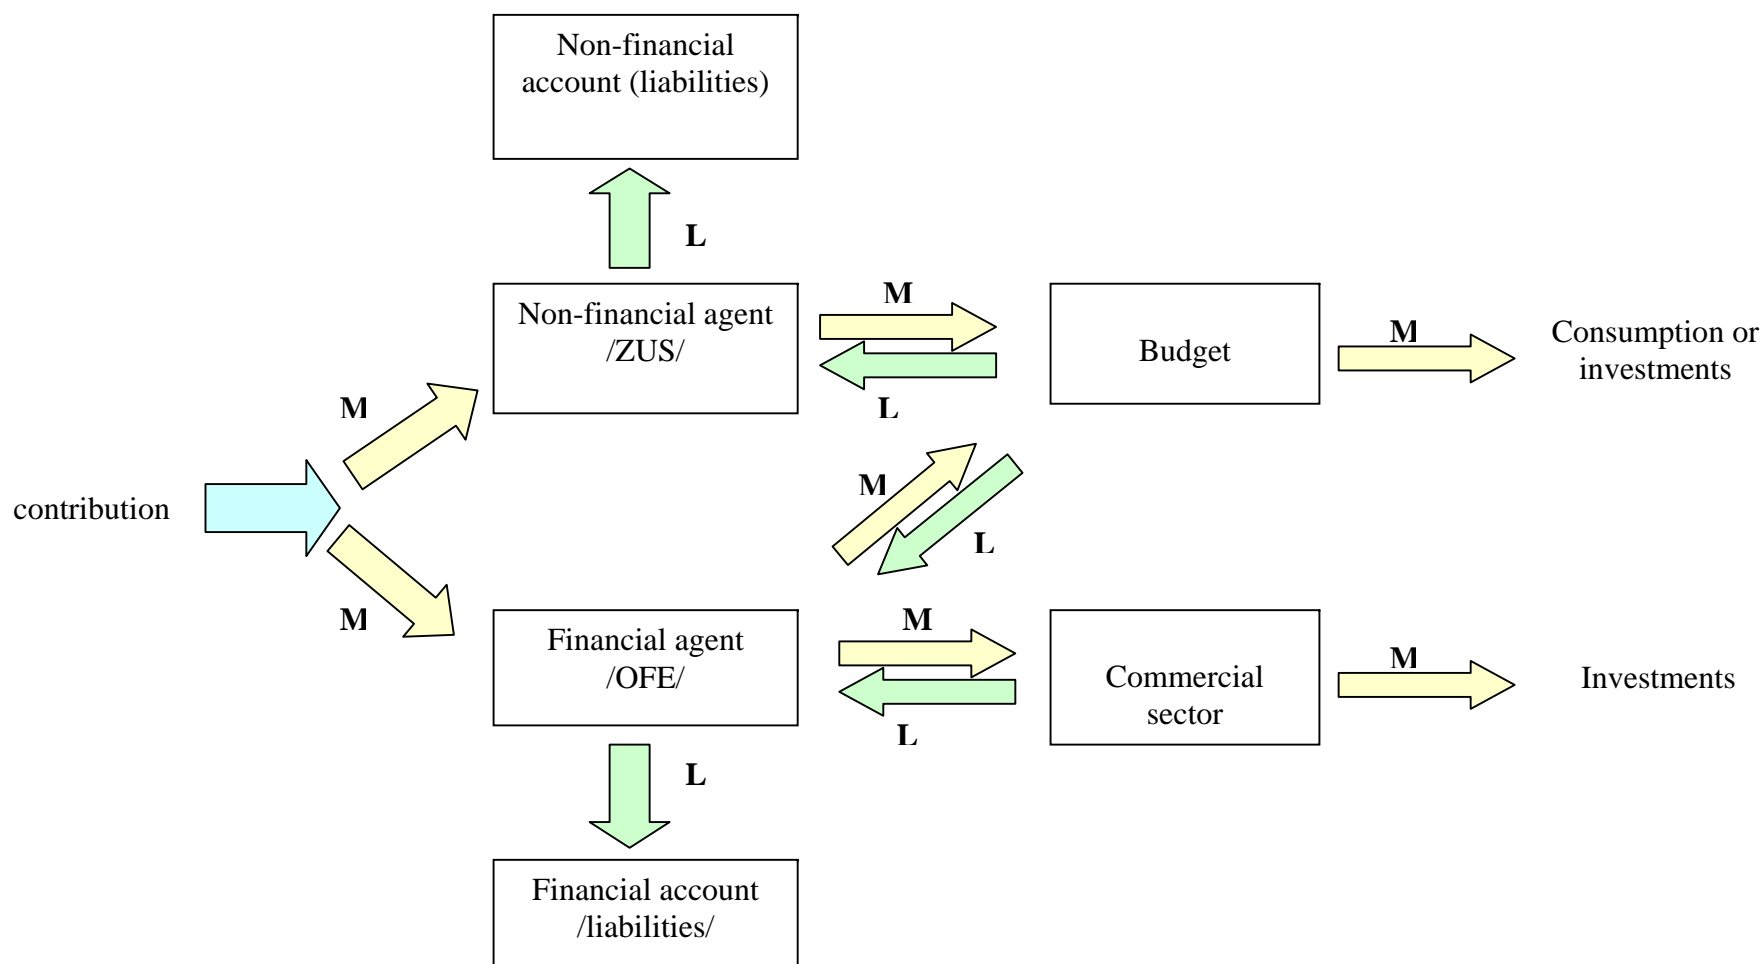 Non-financial
account (liabilities)
L
Non-financial agent
/ZUS/
M
L
Budget
M
Consumption or
investments
M
contribution
M
M
L
Financial agent
/OFE/
M
L
Commercial
sector
M
Investments
L
Financial account
/liabilities/